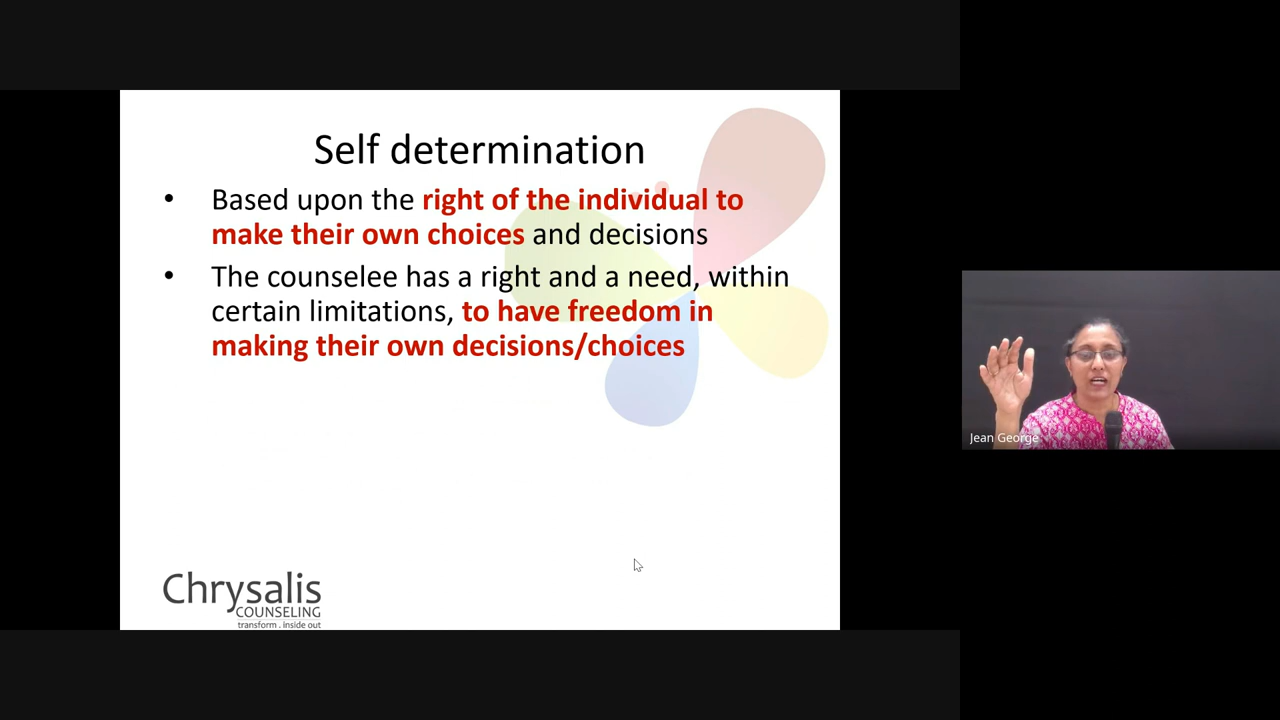 Self determination
• Based upon the right of the individual to
make their own choices and decisions
• The counselee has a right and a need, within
certain limitations, to have freedom in
making their own decisions/choices
Chrysalis
COUNSELING
transform . inside out
Jean George